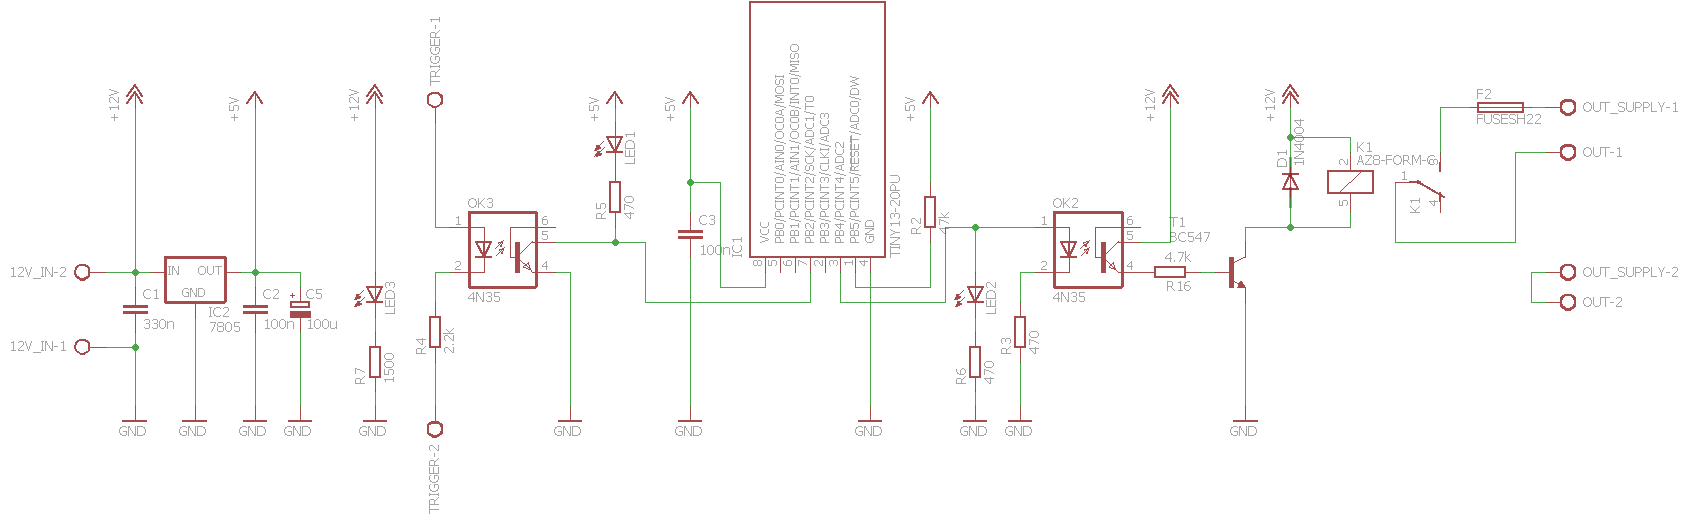 +12V
+5V
+12V
TRIGGER-1
+5V
+5V
+5V
+12V
+12V
12V_IN-2
12V_IN-1
IN
OUT
GND
IC2
7805
C1
330n
C2
100n
C5
+
100u
LED3
R7
1500
OK3
1
2
6
5
4
4N35
R4
2.2k
TRIGGER-2
LED1
R5
470
C3
100n
IC1
TINY13-20PU
VCC
PB0/PCINT0/AIN0/OC0A/MOSI
PB1/PCINT1/AIN1/OC0B/INT0/MISO
PB2/PCINT2/SCK/ADC1/T0
PB3/PCINT3/CLKI/ADC3
PB4/PCINT4/ADC2
PB5/PCINT5/RESET/ADC0/DW
GND
8
5
6
7
2
3
1
4
R2
47k
LED2
R6
470
R3
470
OK2
1
2
6
5
4
4N35
T1
BC547
4.7k
R16
D1
1N4004
K1
AZ8-FORM-6
2
5
1
3
4
K1
F2
FUSESH22
OUT_SUPPLY-1
OUT-1
OUT_SUPPLY-2
OUT-2
GND
GND
GND
GND
GND
GND
GND
GND
GND
GND
GND